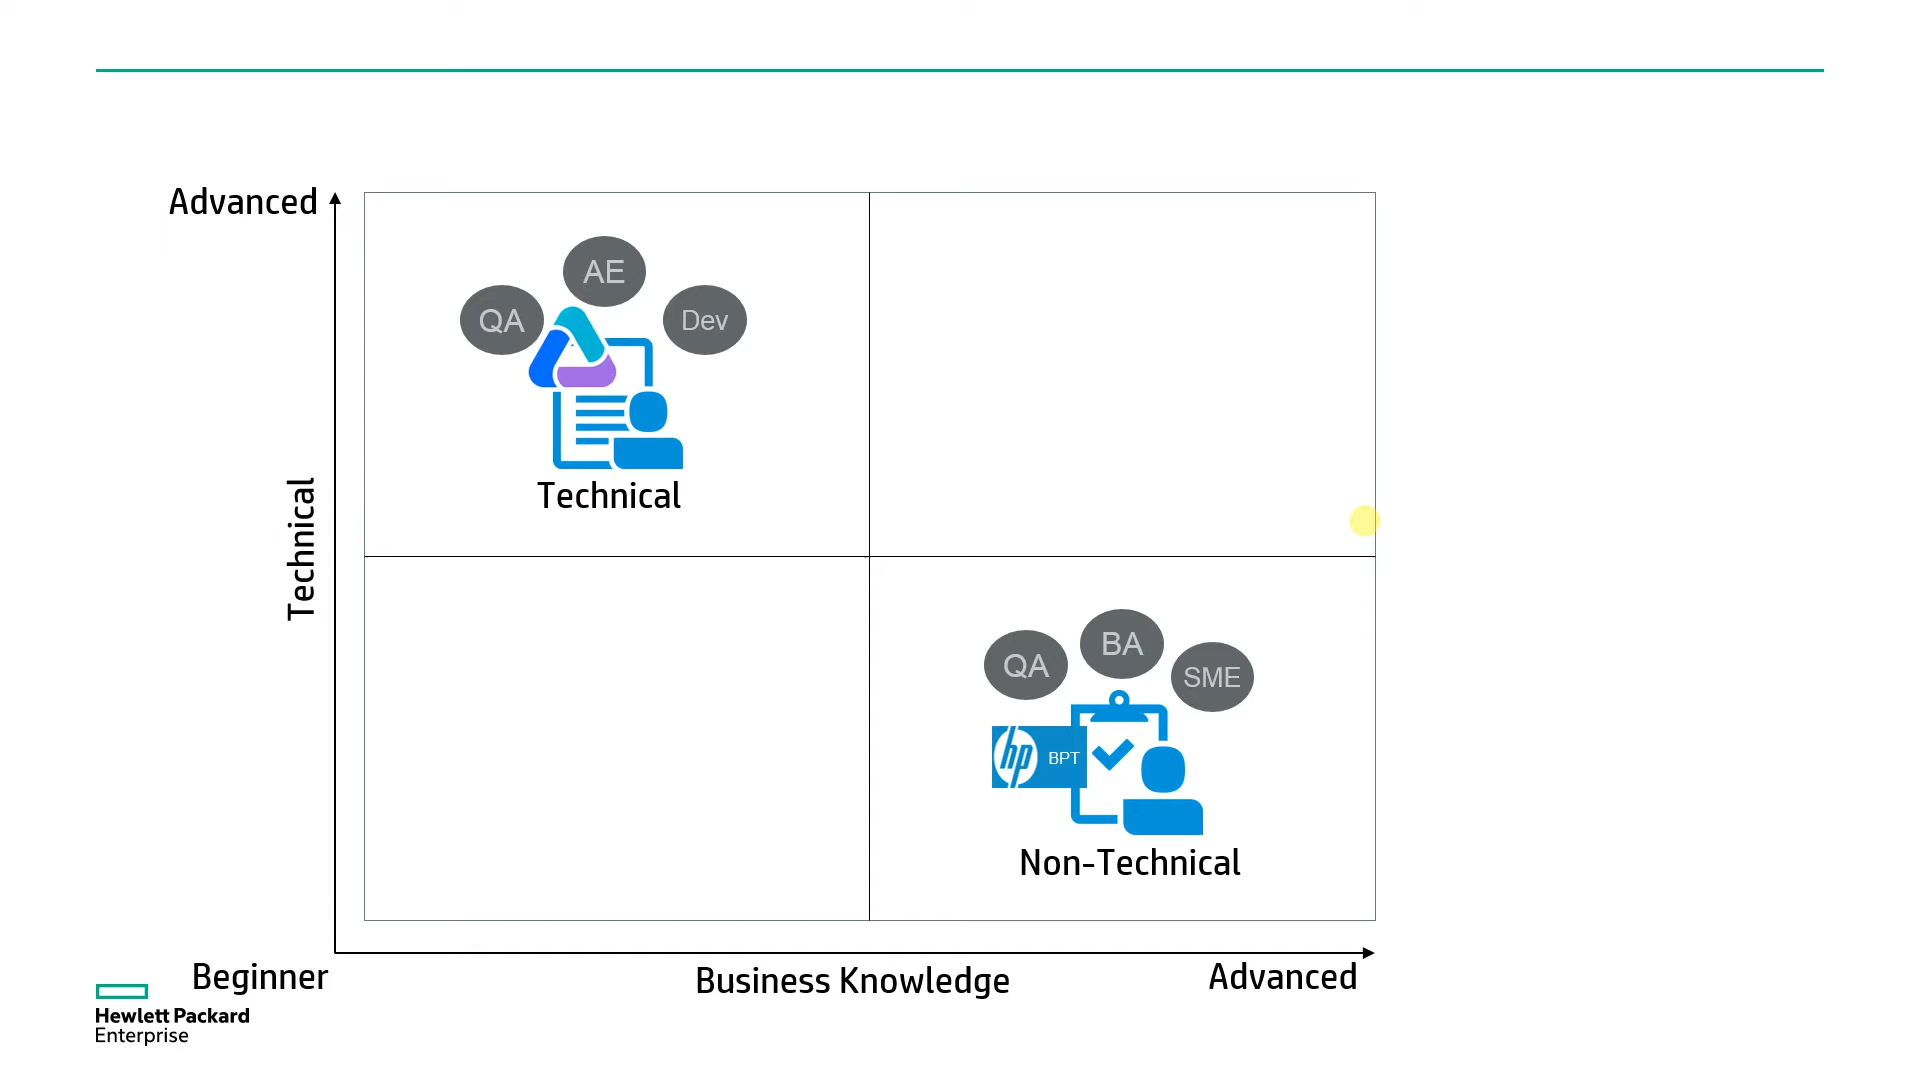 Advanced
AE
QA
Dev
Technical
Technical
QA
BA
SME
hp
BPT
Non-Technical
Beginner
Business Knowledge
Advanced
Hewlett Packard
Enterprise